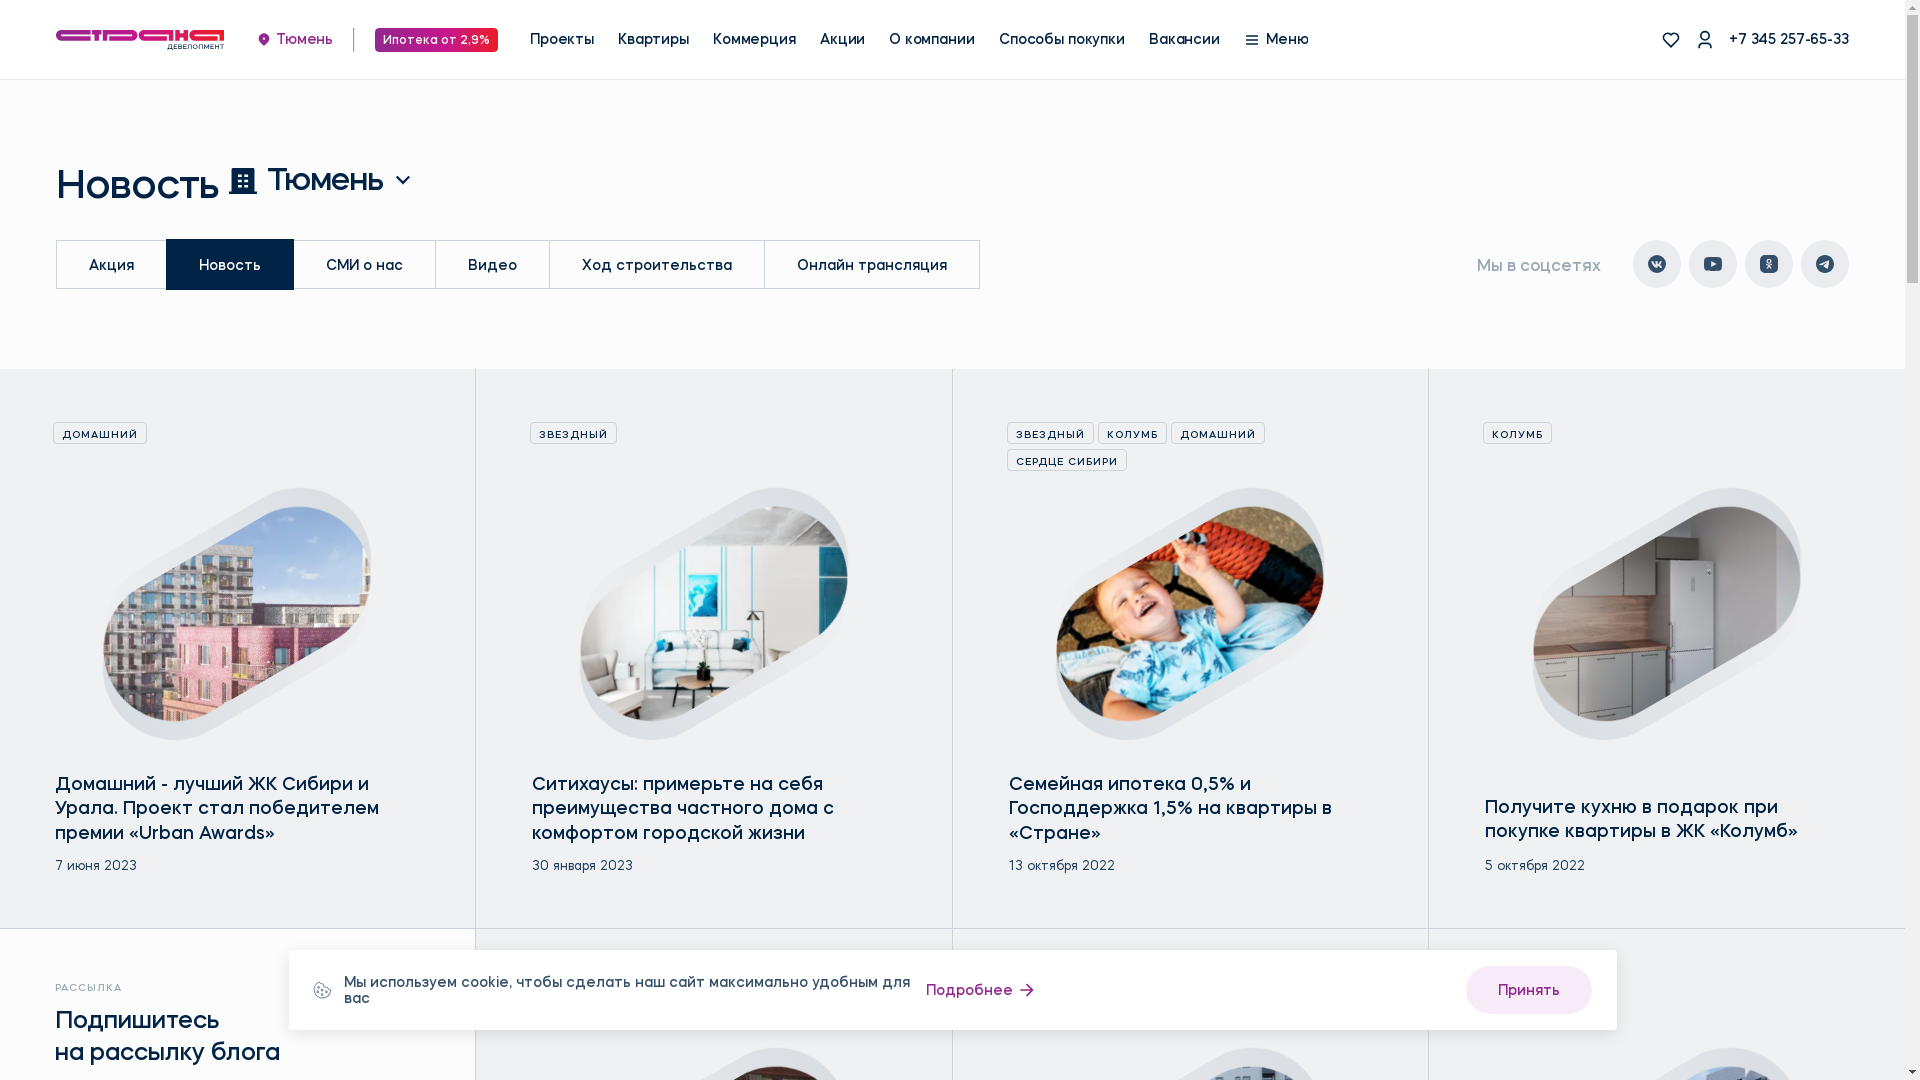 страна
ДЕВЕЛОПМЕНТ
Тюмень
Ипотека от 2,9%
Проекты
Квартиры
Коммерция
Акции
О компании
Способы покупки
Вакансии
Меню
+7 345 257-65-33
Новость
Тюмень
Акция
Новость
СМИ о нас
Видео
Ход строительства
Онлайн трансляция
Мы в соцсетях
ДОМАШНИЙ
Домашний - лучший ЖК Сибири и
Урала. Проект стал победителем
премии «Urban Awards»
7 июня 2023
ЗВЕЗДНЫЙ
Ситихаусы: примерьте на себя
преимущества частного дома с
комфортом городской жизни
30 января 2023
ЗВЕЗДНЫЙ
КОЛУМБ
ДОМАШНИЙ
СЕРДЦЕ СИБИРИ
Семейная ипотека 0,5% и
Господдержка 1,5% на квартиры в
«Стране»
13 октября 2022
КОЛУМБ
Получите кухню в подарок при
покупке квартиры в ЖК «Колумб»
5 октября 2022
РАССЫЛКА
Подпишитесь
на рассылку блога
Мы используем cookie, чтобы сделать наш сайт максимально удобным для
вас
Подробнее
Принять